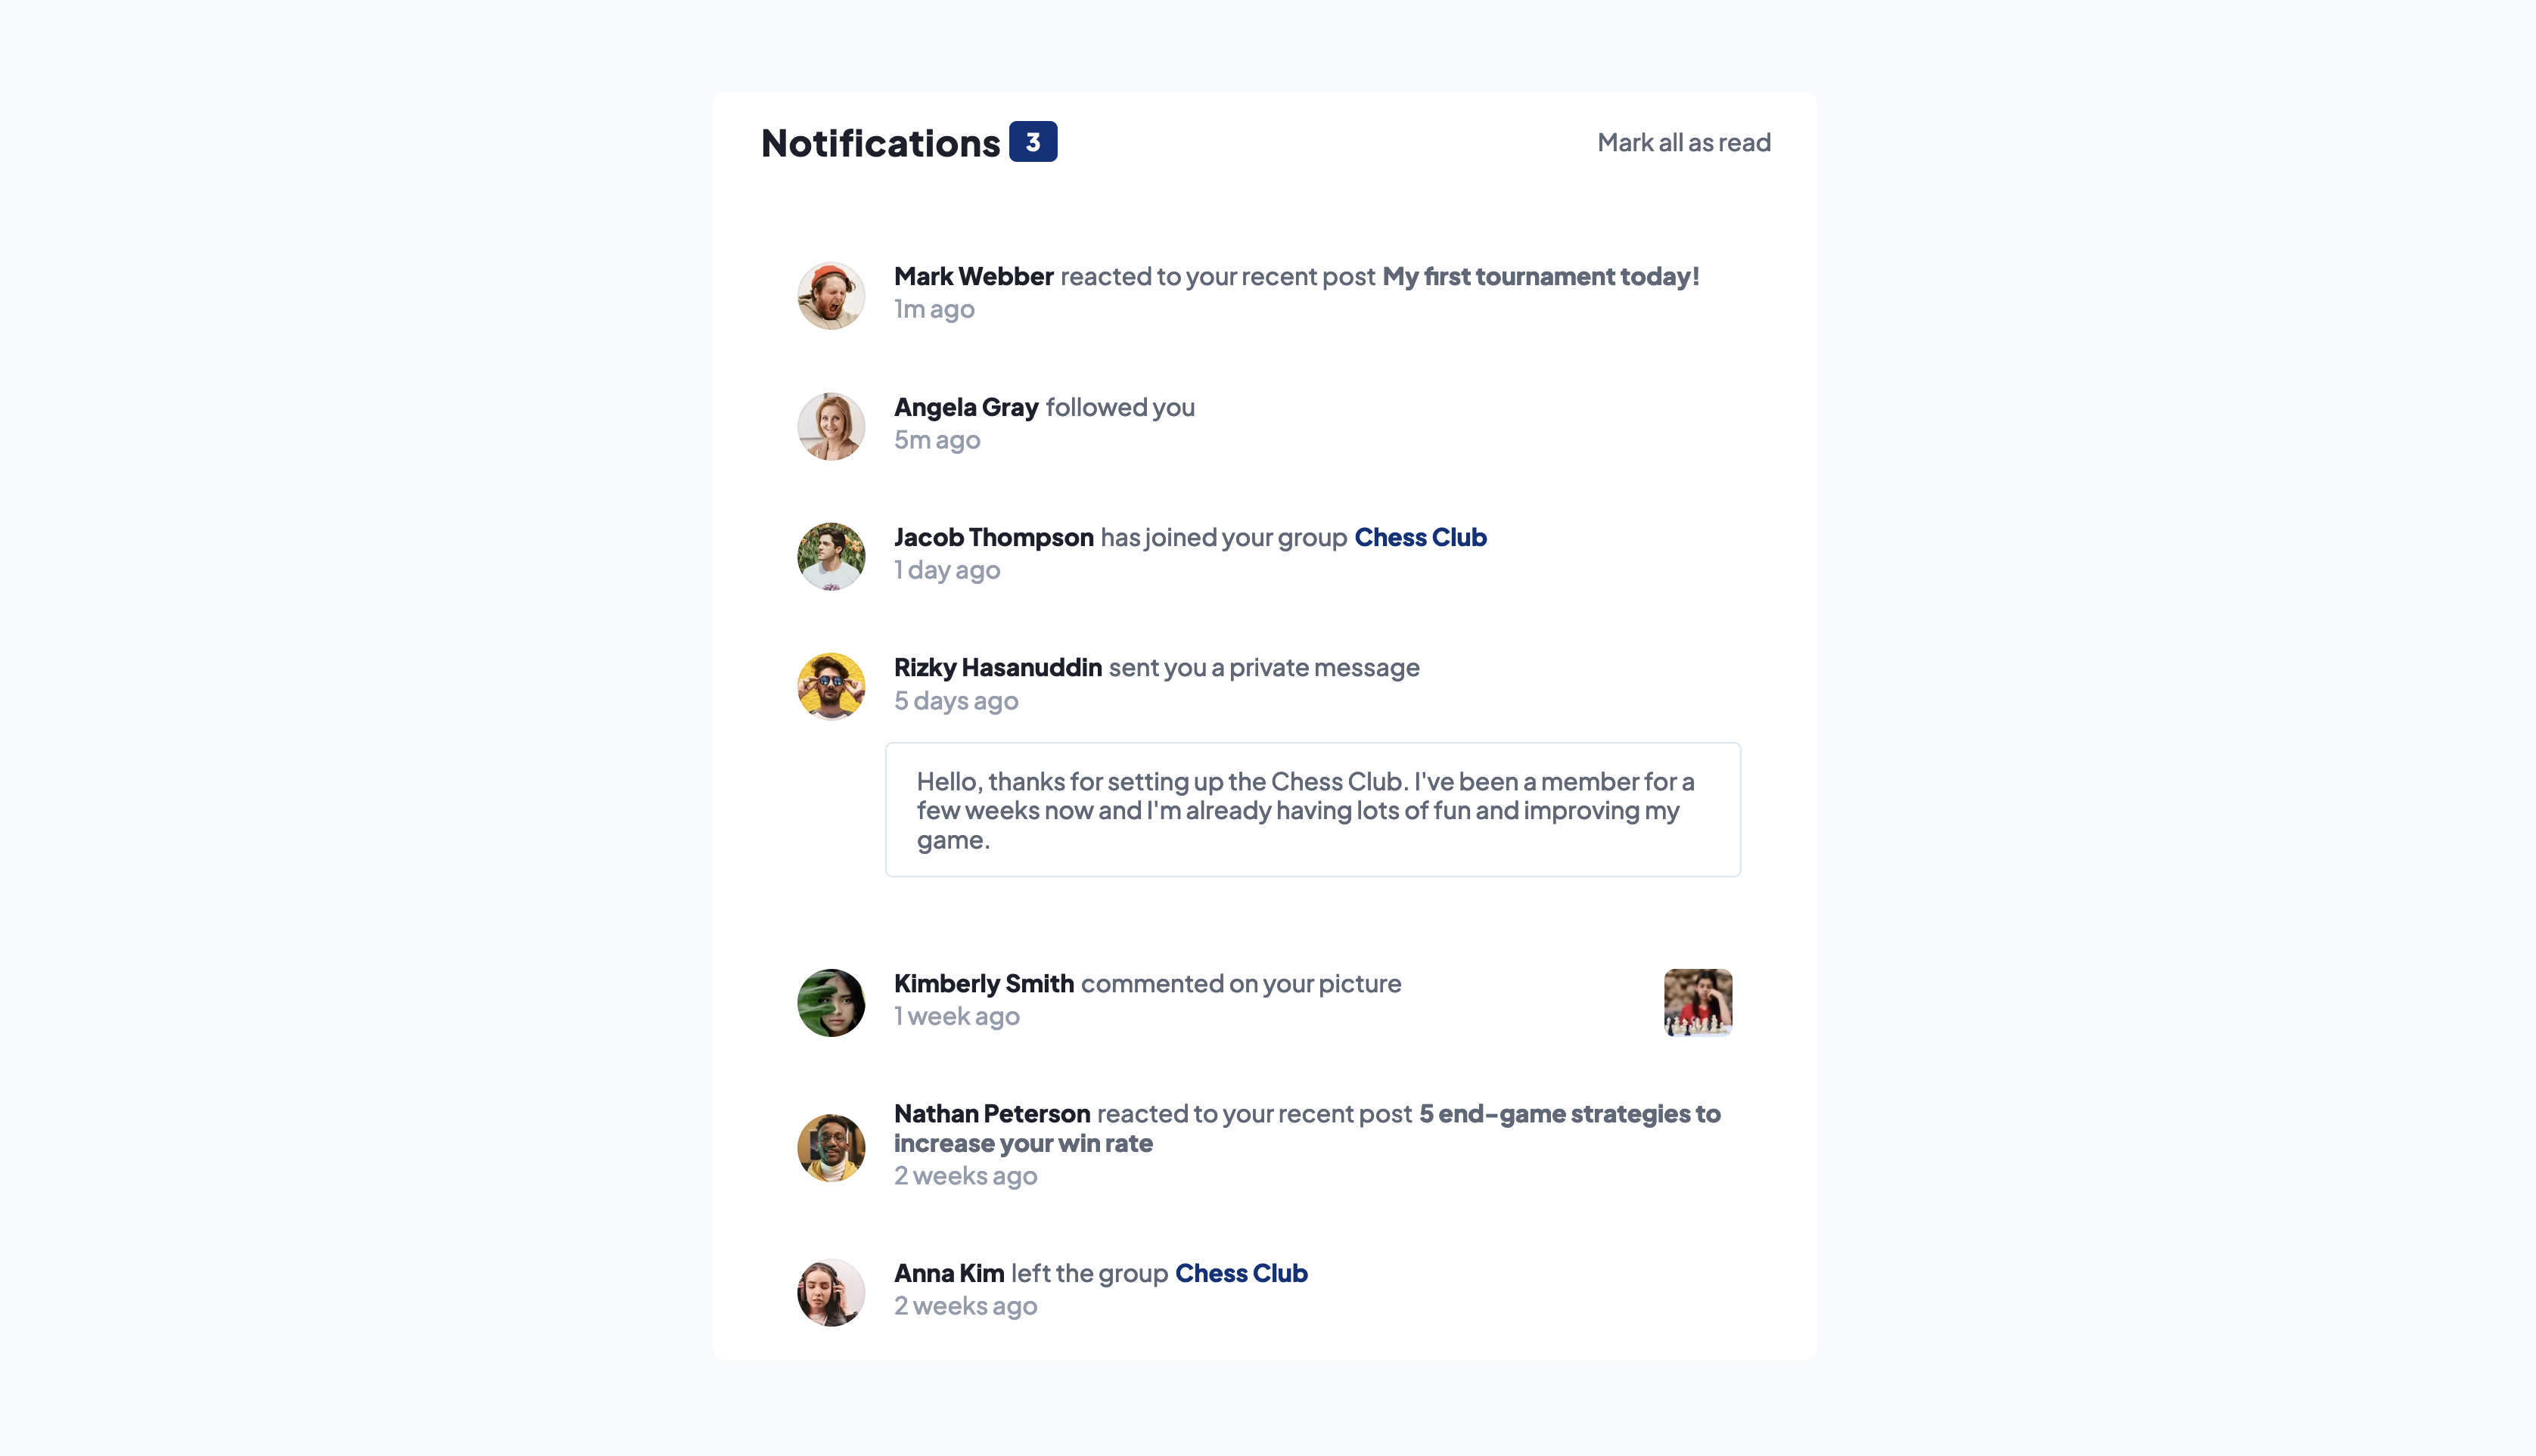 Notifications 3
Mark all as read
Mark Webber reacted to your recent post My first tournament today!
1m ago
Angela Gray followed you
5m ago
Jacob Thompson has joined your group Chess Club
1 day ago
Rizky Hasanuddin sent you a private message
5 days ago
Hello, thanks for setting up the Chess Club. I've been a member for a
few weeks now and I'm already having lots of fun and improving my
game.
Kimberly Smith commented on your picture
1 week ago
Nathan Peterson reacted to your recent post 5 end-game strategies to
increase your win rate
2 weeks ago
Anna Kim left the group Chess Club
2 weeks ago